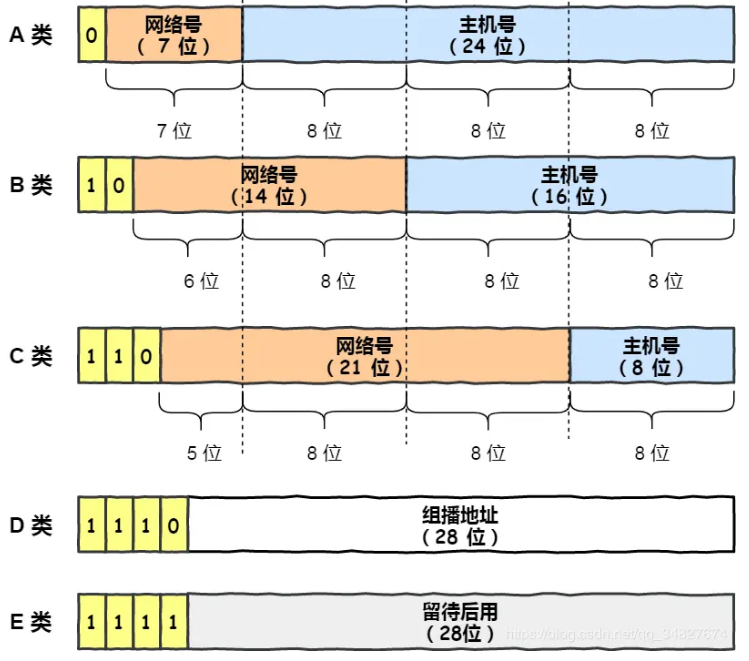 A 类
0
网络号
（ 7 位）
主机号
（24 位）
7 位
8 位
8 位
8 位
B 类
1 0
网络号
（14 位）
主机号
（16 位）
6 位
8 位
8 位
8 位
C 类
1 1 0
网络号
（21 位）
主机号
（8 位）
5 位
8 位
8 位
8 位
D 类
1 1 1 0
组播地址
（28 位）
E 类
1 1 1 1
留待后用
（28位）
https://blog.csdn.net/qq_34827674